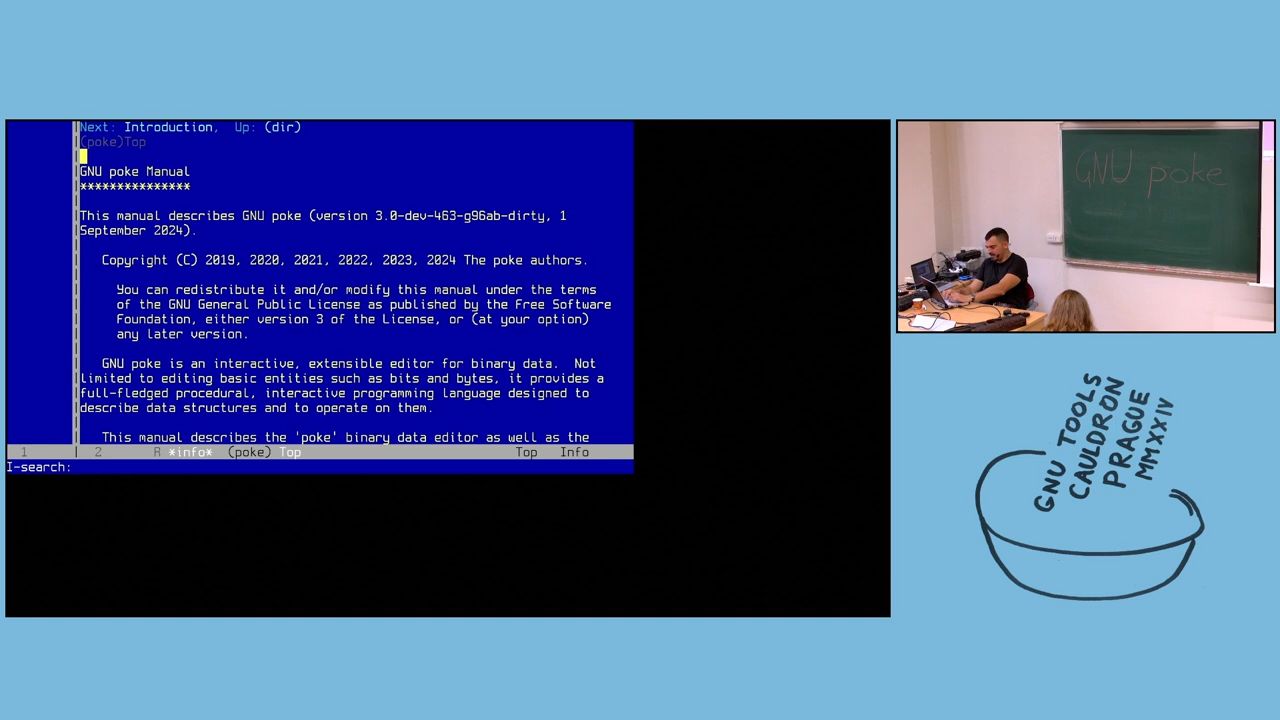 Next: Introduction,  Up: (dir)
(poke)Top
GNU poke Manual
***************
This manual describes GNU poke (version 3.0-dev-463-g96ab-dirty, 1
September 2024).
Copyright (C) 2019, 2020, 2021, 2022, 2023, 2024 The poke authors.
You can redistribute it and/or modify this manual under the terms
of the GNU General Public License as published by the Free Software
Foundation, either version 3 of the License, or (at your option)
any later version.
GNU poke is an interactive, extensible editor for binary data.  Not
limited to editing basic entities such as bits and bytes, it provides a
full-fledged procedural, interactive programming language designed to
describe data structures and to operate on them.
This manual describes the 'poke' binary data editor as well as the
1 | 2 R *info* (poke) Top Top Info
I-search:
GNU poke
GNU TOOLS
CAULDRON
PRAGUE
MMXXIV